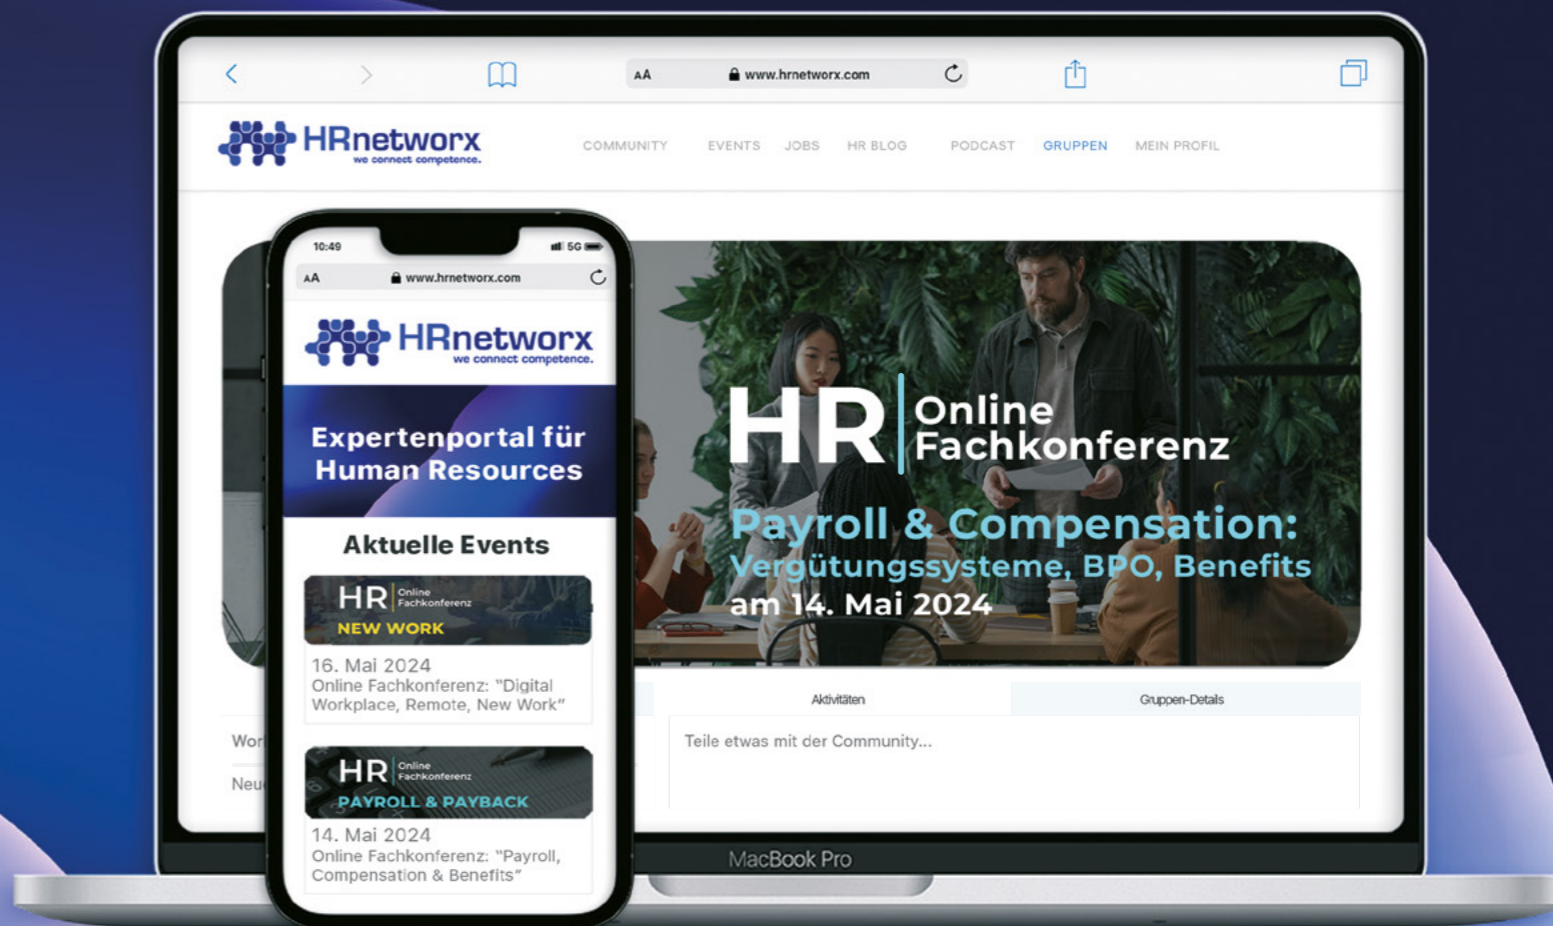 AA
www.hrnetworx.com
HRnetworx
we connect competence.
COMMUNITY EVENTS JOBS HR BLOG PODCAST GRUPPEN MEIN PROFIL
HR Online
Fachkonferenz
Payroll & Compensation:
Vergütungssysteme, BPO, Benefits
am 14. Mai 2024
Aktivitäten
Gruppen-Details
Teile etwas mit der Community...
MacBook Pro
10:49
5G
AA
www.hrnetworx.com
HRnetworx
we connect competence.
Expertenportal für
Human Resources
Aktuelle Events
HR Online
Fachkonferenz
NEW WORK
16. Mai 2024
Online Fachkonferenz: "Digital
Workplace, Remote, New Work"
HR Online
Fachkonferenz
PAYROLL & PAYBACK
14. Mai 2024
Online Fachkonferenz: "Payroll,
Compensation & Benefits"